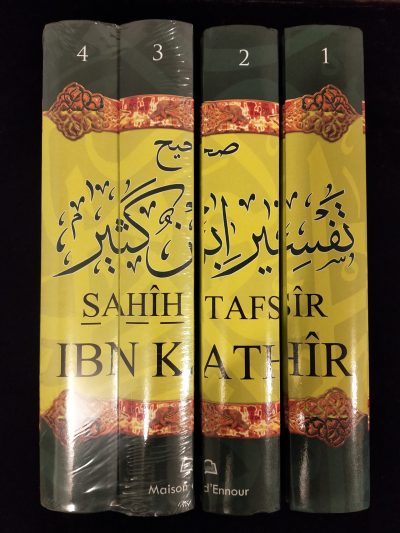 4 3 2 1
صحيح
تفسير ابن كثير
SAHÎH TAFSÎR
IBN KATHÎR
Maison d'Ennour